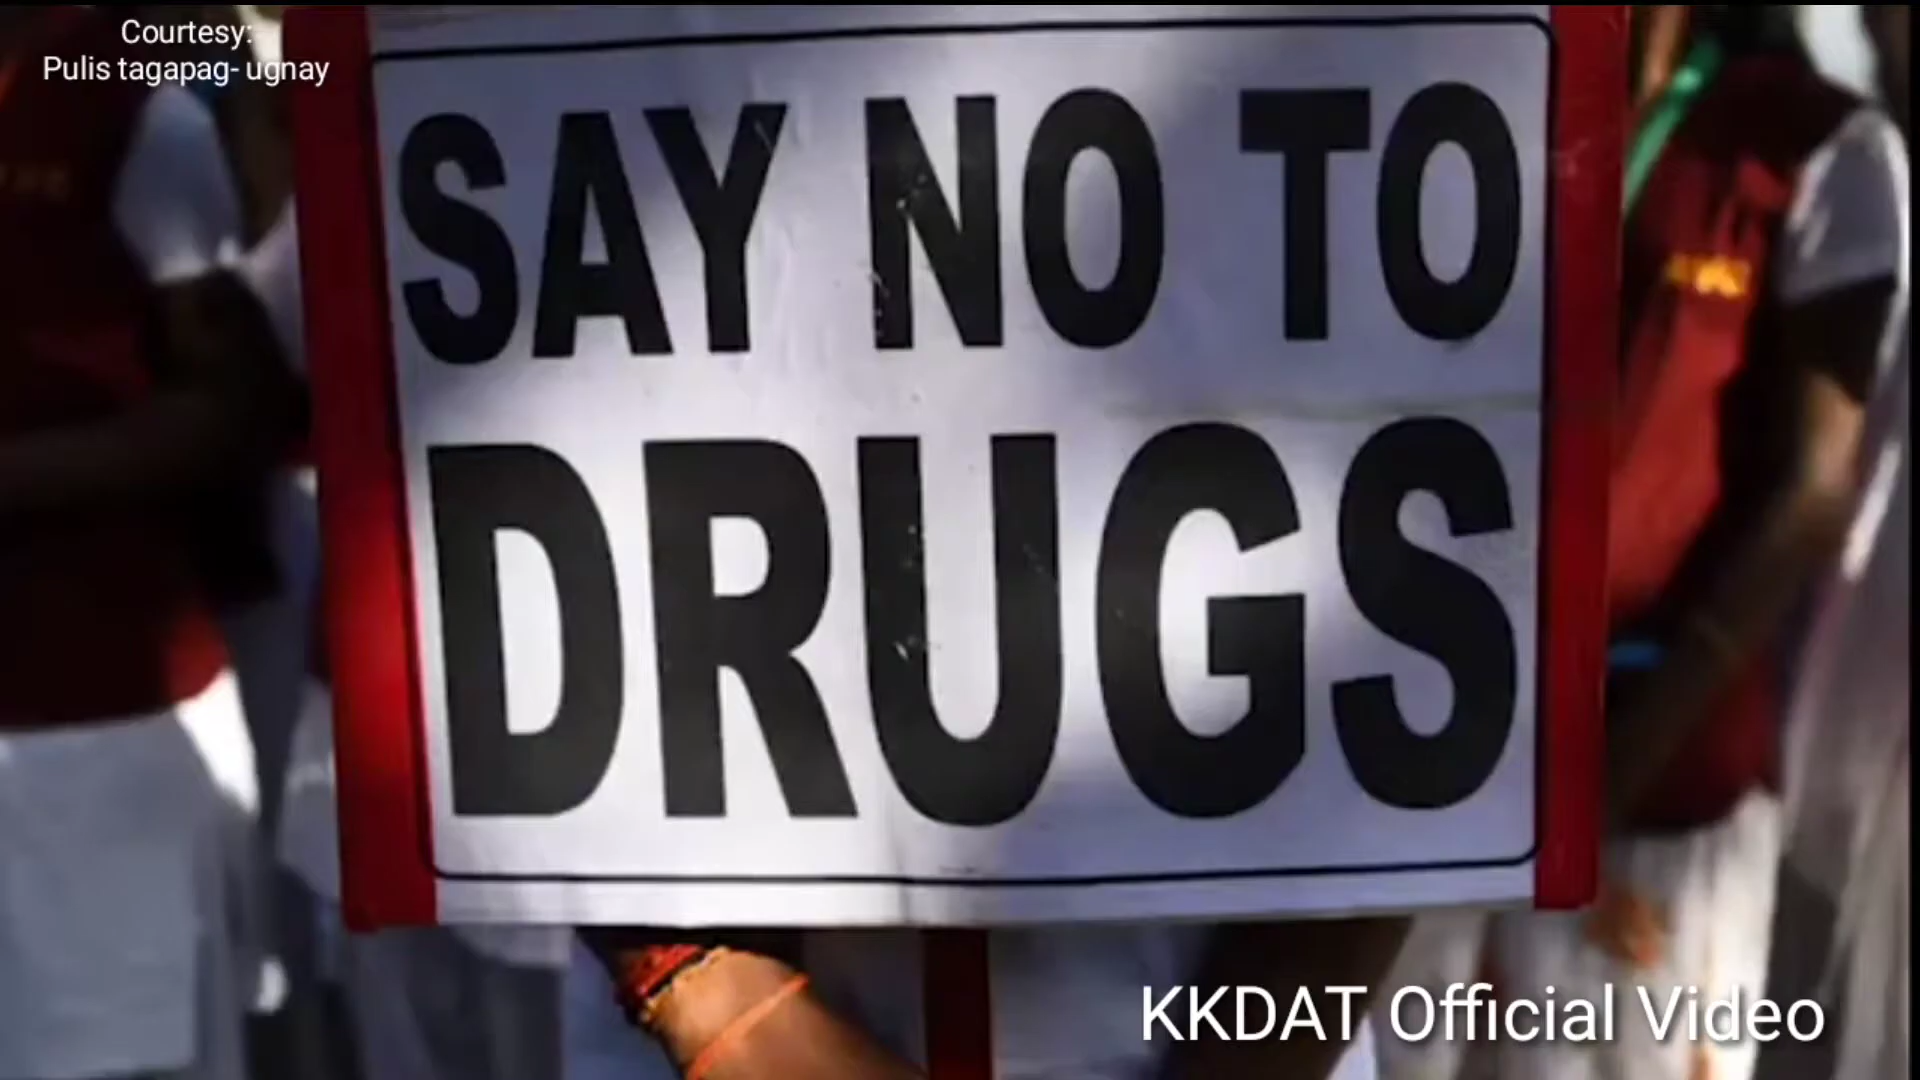 Courtesy:
Pulis tagapag- ugnay
SAY NO TO
DRUGS
KKDAT Official Video